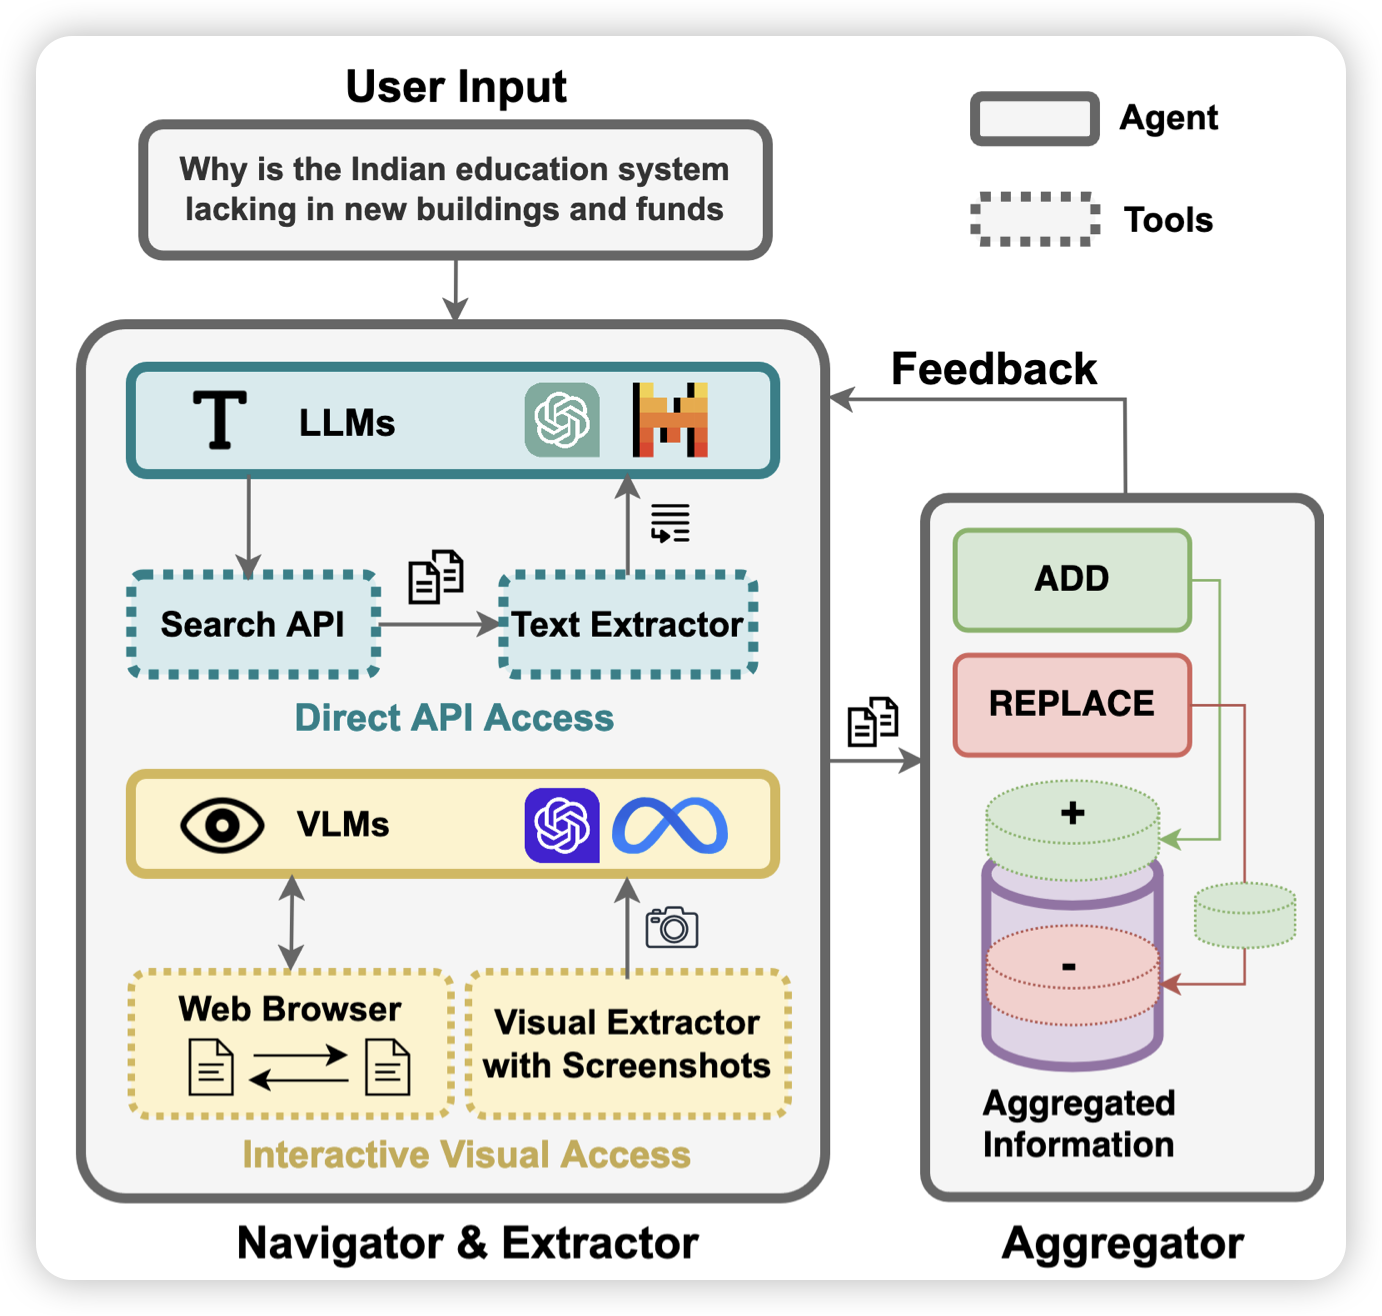 User Input
Why is the Indian education system
lacking in new buildings and funds
Agent
Tools
LLMs
Search API
Text Extractor
Direct API Access
VLMs
Web Browser
Visual Extractor
with Screenshots
Interactive Visual Access
Navigator & Extractor
Feedback
ADD
REPLACE
+
-
Aggregated
Information
Aggregator